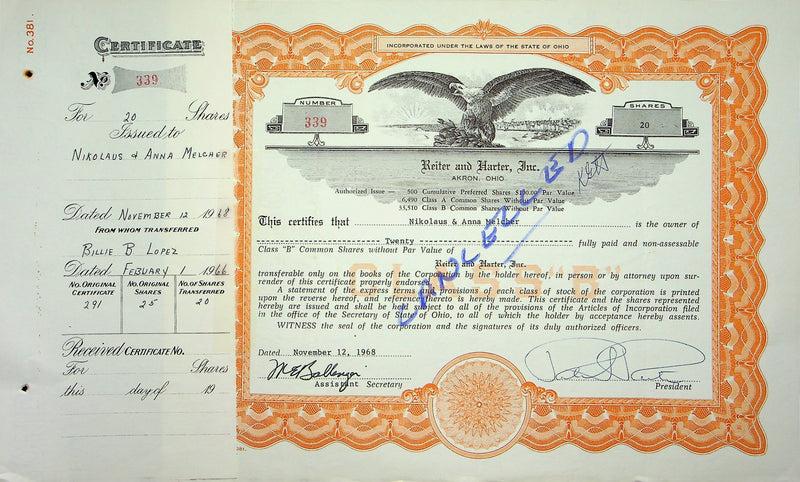 No. 381.
CERTIFICATE
No 339
For 20 Shares
Issued to
NIKOLAUS & ANNA MELCHER
Dated NOVEMBER 12 1968
FROM WHOM TRANSFERRED
BILLIE B LOPEZ
Dated FEBUARY 1 1966
NO. ORIGINAL CERTIFICATE NO. ORIGINAL SHARES NO. OF SHARES TRANSFERRED
291 25 20
Received CERTIFICATE NO.
For Shares
this day of 19
INCORPORATED UNDER THE LAWS OF THE STATE OF OHIO
NUMBER
339
SHARES
20
Reiter and Harter, Inc.
AKRON, OHIO
Authorized Issue — 500 Cumulative Preferred Shares $100.00 Par Value
6,490 Class A Common Shares Without Par Value
33,510 Class B Common Shares Without Par Value
CANCELLED
This certifies that Nikolaus & Anna Melcher is the owner of
Twenty fully paid and non-assessable
Class "B" Common Shares without Par Value of
Reiter and Harter, Inc.
transferable only on the books of the Corporation by the holder hereof, in person or by attorney upon sur-
render of this certificate properly endorsed.
A statement of the express terms and provisions of each class of stock of the corporation is printed
upon the reverse hereof, and reference thereto is hereby made. This certificate and the shares represented
hereby are issued and shall be held subject to all of the provisions of the Articles of Incorporation filed
in the office of the Secretary of State of Ohio, to all of which the holder by acceptance hereby assents.
WITNESS the seal of the corporation and the signatures of its duly authorized officers.
Dated November 12, 1968
Assistant Secretary
President
381.